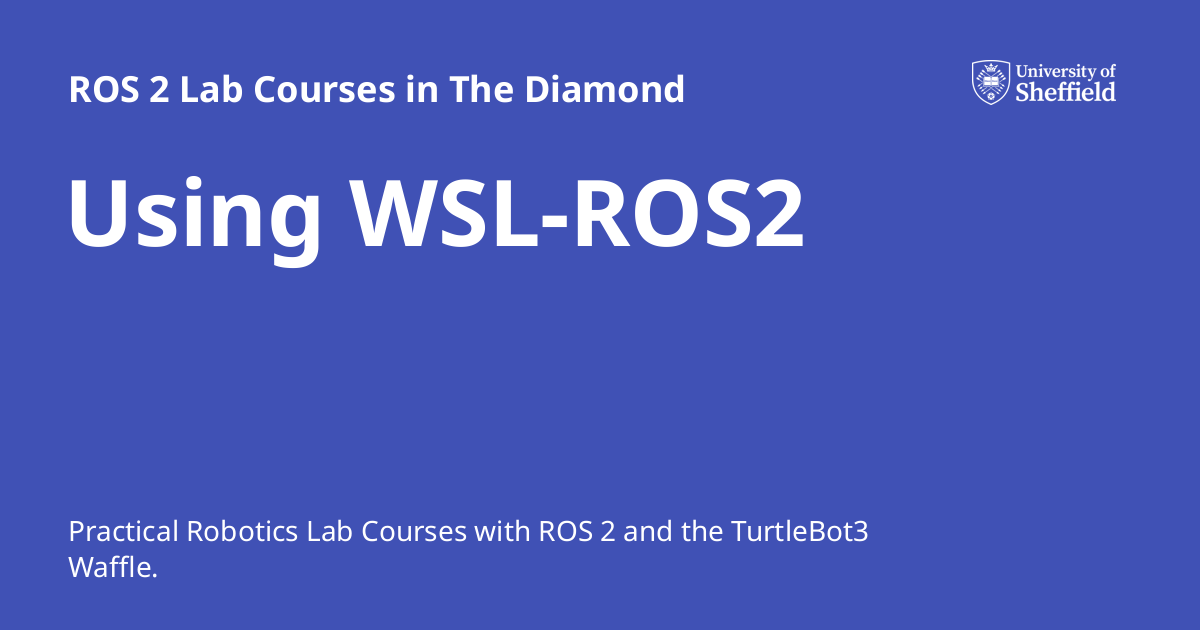 ROS 2 Lab Courses in The Diamond
University of
Sheffield
Using WSL-ROS2
Practical Robotics Lab Courses with ROS 2 and the TurtleBot3
Waffle.